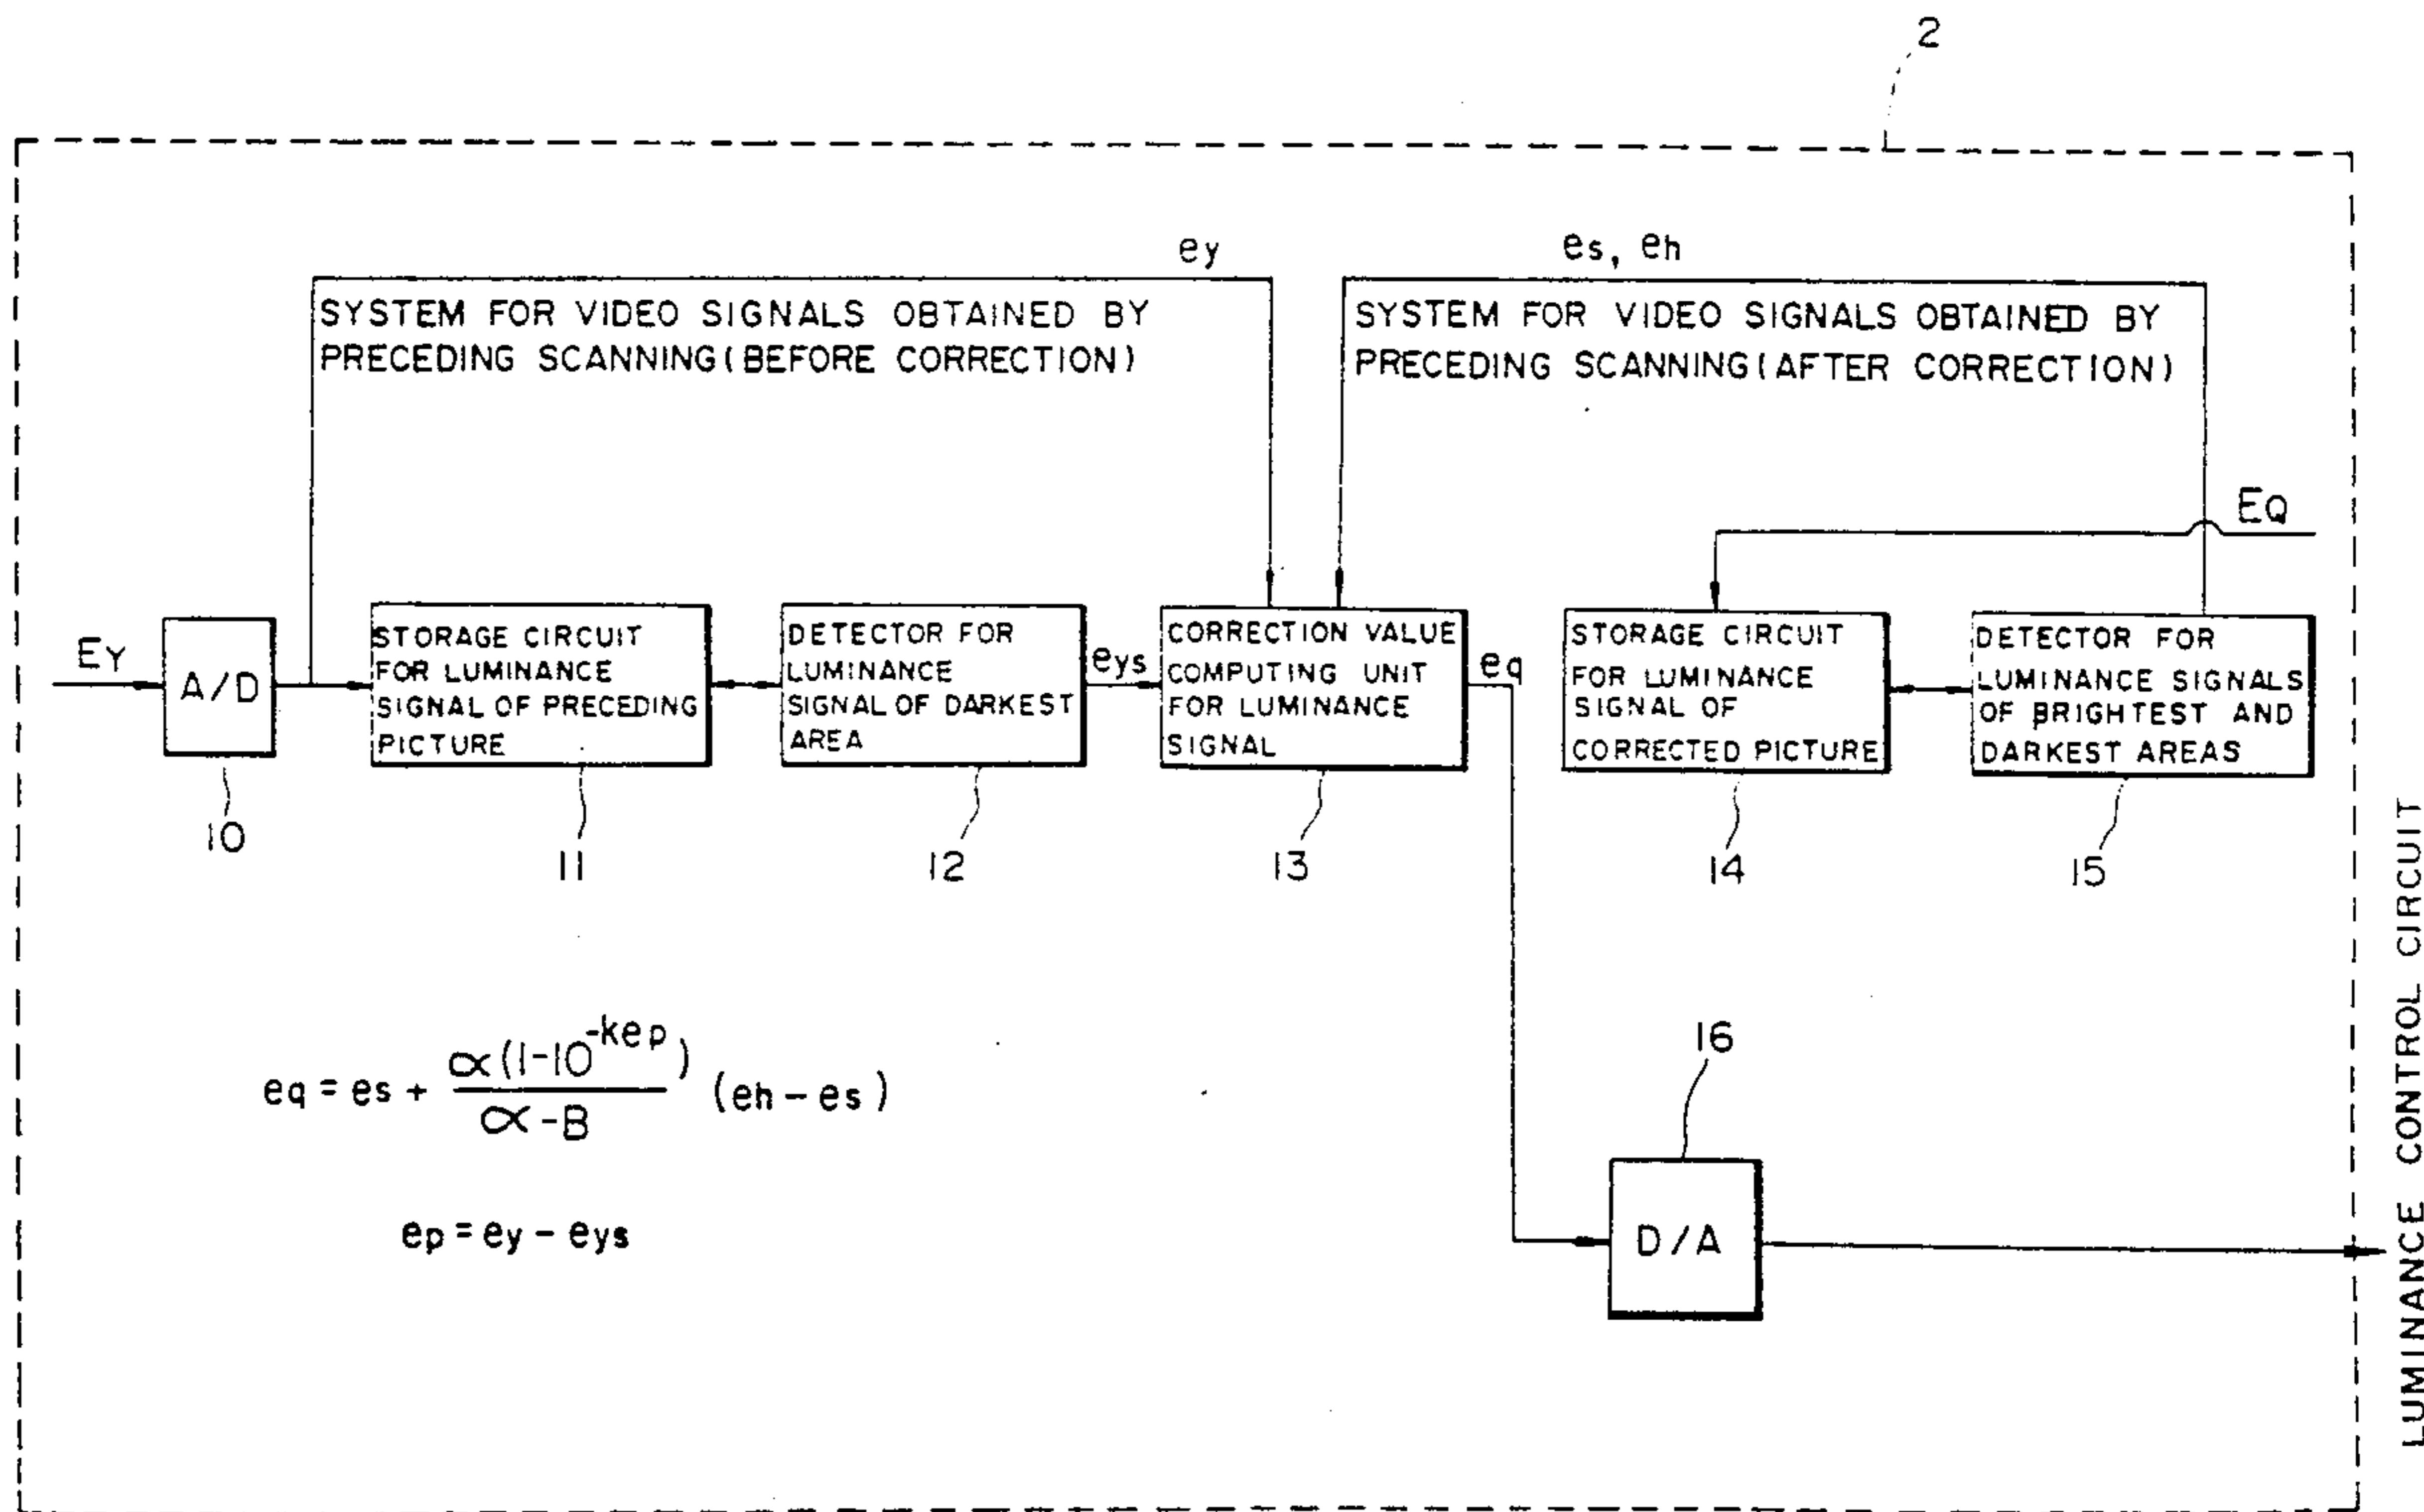 2
ey
es, eh
SYSTEM FOR VIDEO SIGNALS OBTAINED BY
PRECEDING SCANNING (BEFORE CORRECTION)
SYSTEM FOR VIDEO SIGNALS OBTAINED BY
PRECEDING SCANNING (AFTER CORRECTION)
EQ
EY
A/D
STORAGE CIRCUIT
FOR LUMINANCE
SIGNAL OF PRECEDING
PICTURE
DETECTOR FOR
LUMINANCE
SIGNAL OF DARKEST
AREA
eys
CORRECTION VALUE
COMPUTING UNIT
FOR LUMINANCE
SIGNAL
eq
STORAGE CIRCUIT
FOR LUMINANCE
SIGNAL OF
CORRECTED PICTURE
DETECTOR FOR
LUMINANCE SIGNALS
OF BRIGHTEST AND
DARKEST AREAS
10
11
12
13
14
15
eq = es + α(1-10^-kep) / α-B (eh - es)
ep = ey - eys
16
D/A
LUMINANCE CONTROL CIRCUIT